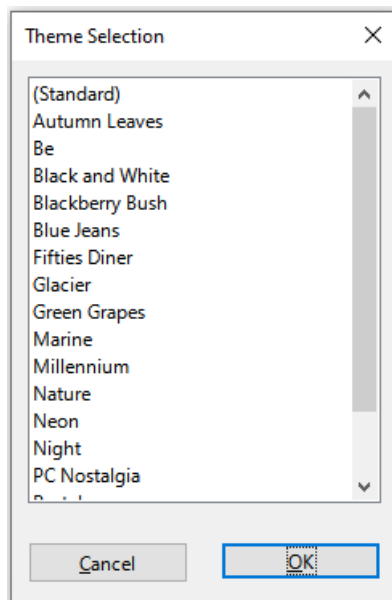 Theme Selection
(Standard)
Autumn Leaves
Be
Black and White
Blackberry Bush
Blue Jeans
Fifties Diner
Glacier
Green Grapes
Marine
Millennium
Nature
Neon
Night
PC Nostalgia
Cancel
OK